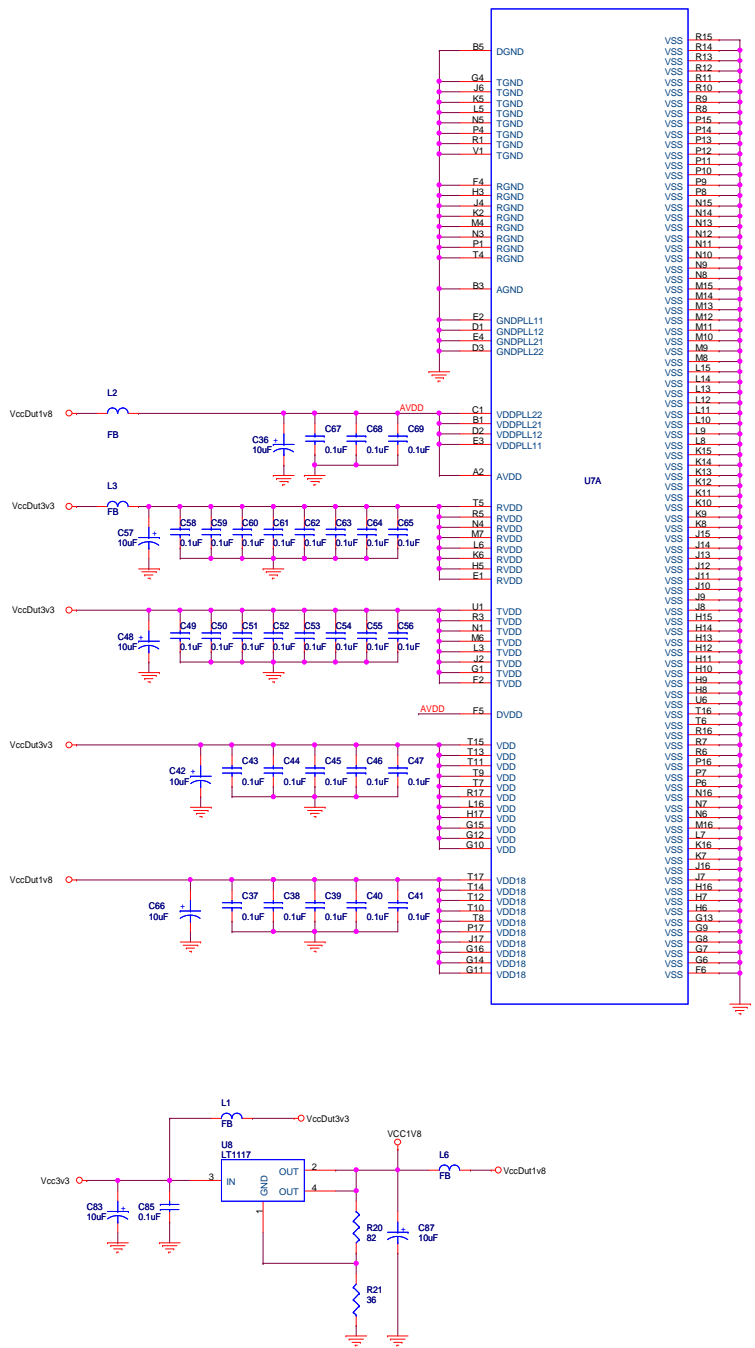 B5 DGND
G4 TGND
J6 TGND
K5 TGND
L5 TGND
N5 TGND
P4 TGND
R1 TGND
V1 TGND
F4 RGND
H3 RGND
J4 RGND
K2 RGND
M4 RGND
N3 RGND
P1 RGND
T4 RGND
B3 AGND
E2 GNDPLL11
D1 GNDPLL12
E4 GNDPLL21
D3 GNDPLL22
L2
VccDut1v8
FB
AVDD
C36
10uF
+
C67
0.1uF
C68
0.1uF
C69
0.1uF
C1 VDDPLL22
B1 VDDPLL21
D2 VDDPLL12
E3 VDDPLL11
A2 AVDD
U7A
L3
VccDut3v3
FB
C57
10uF
+
C58
0.1uF
C59
0.1uF
C60
0.1uF
C61
0.1uF
C62
0.1uF
C63
0.1uF
C64
0.1uF
C65
0.1uF
T5 RVDD
R5 RVDD
N4 RVDD
M7 RVDD
L6 RVDD
K6 RVDD
H5 RVDD
E1 RVDD
VccDut3v3
C48
10uF
+
C49
0.1uF
C50
0.1uF
C51
0.1uF
C52
0.1uF
C53
0.1uF
C54
0.1uF
C55
0.1uF
C56
0.1uF
U1 TVDD
R3 TVDD
N1 TVDD
M6 TVDD
L3 TVDD
J2 TVDD
G1 TVDD
F2 TVDD
AVDD
F5 DVDD
VccDut3v3
C42
10uF
+
C43
0.1uF
C44
0.1uF
C45
0.1uF
C46
0.1uF
C47
0.1uF
T15 VDD
T13 VDD
T11 VDD
T9 VDD
T7 VDD
R17 VDD
L16 VDD
H17 VDD
G15 VDD
G12 VDD
G10 VDD
VccDut1v8
C66
10uF
+
C37
0.1uF
C38
0.1uF
C39
0.1uF
C40
0.1uF
C41
0.1uF
T17 VDD18
T14 VDD18
T12 VDD18
T10 VDD18
T8 VDD18
P17 VDD18
J17 VDD18
G16 VDD18
G14 VDD18
G11 VDD18
VSS R15
VSS R14
VSS R13
VSS R12
VSS R11
VSS R10
VSS R9
VSS R8
VSS P15
VSS P14
VSS P13
VSS P12
VSS P11
VSS P10
VSS P9
VSS P8
VSS N15
VSS N14
VSS N13
VSS N12
VSS N11
VSS N10
VSS N9
VSS N8
VSS M15
VSS M14
VSS M13
VSS M12
VSS M11
VSS M10
VSS M9
VSS M8
VSS L15
VSS L14
VSS L13
VSS L12
VSS L11
VSS L10
VSS L9
VSS L8
VSS K15
VSS K14
VSS K13
VSS K12
VSS K11
VSS K10
VSS K9
VSS K8
VSS J15
VSS J14
VSS J13
VSS J12
VSS J11
VSS J10
VSS J9
VSS J8
VSS H15
VSS H14
VSS H13
VSS H12
VSS H11
VSS H10
VSS H9
VSS H8
VSS U6
VSS T16
VSS T6
VSS R16
VSS R7
VSS R6
VSS P16
VSS P7
VSS P6
VSS N16
VSS N7
VSS N6
VSS M16
VSS L7
VSS K16
VSS K7
VSS J16
VSS J7
VSS H16
VSS H7
VSS H6
VSS G13
VSS G9
VSS G8
VSS G7
VSS G6
VSS F6
L1
FB
VccDut3v3
U8
LT1117
Vcc3v3
3 IN
OUT 2
OUT 4
GND
1
VCC1V8
L6
FB
VccDut1v8
C83
10uF
+
C85
0.1uF
R20
82
C87
10uF
+
R21
36